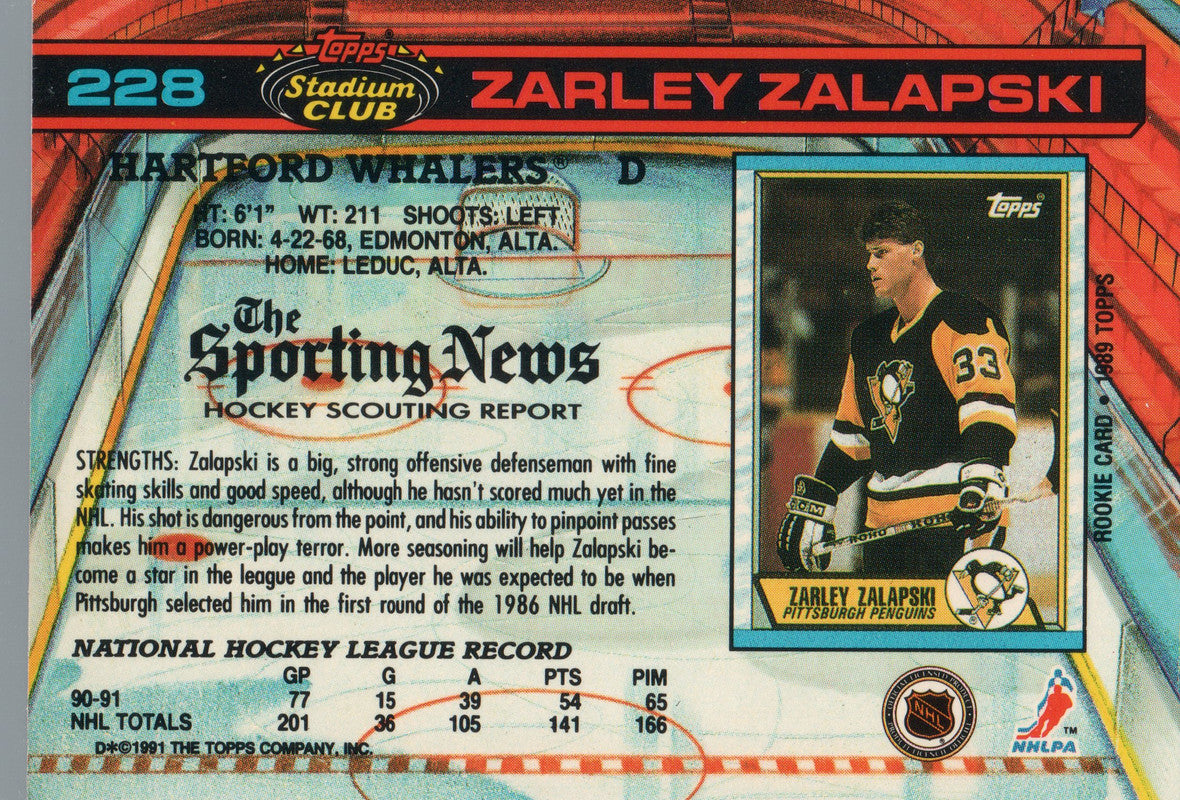 228
TOPPS
Stadium
CLUB
ZARLEY ZALAPSKI
HARTFORD WHALERS® D
HT: 6'1" WT: 211 SHOOTS: LEFT
BORN: 4-22-68, EDMONTON, ALTA.
HOME: LEDUC, ALTA.
The
Sporting News
HOCKEY SCOUTING REPORT
STRENGTHS: Zalapski is a big, strong offensive defenseman with fine
skating skills and good speed, although he hasn't scored much yet in the
NHL. His shot is dangerous from the point, and his ability to pinpoint passes
makes him a power-play terror. More seasoning will help Zalapski be-
come a star in the league and the player he was expected to be when
Pittsburgh selected him in the first round of the 1986 NHL draft.
NATIONAL HOCKEY LEAGUE RECORD
GP G A PTS PIM
90-91 77 15 39 54 65
NHL TOTALS 201 36 105 141 166
D*©1991 THE TOPPS COMPANY, INC.
TOPPS
33
KOHO
ZARLEY ZALAPSKI
PITTSBURGH PENGUINS
ROOKIE CARD • 1989 TOPPS
NHL
NHLPA
TM